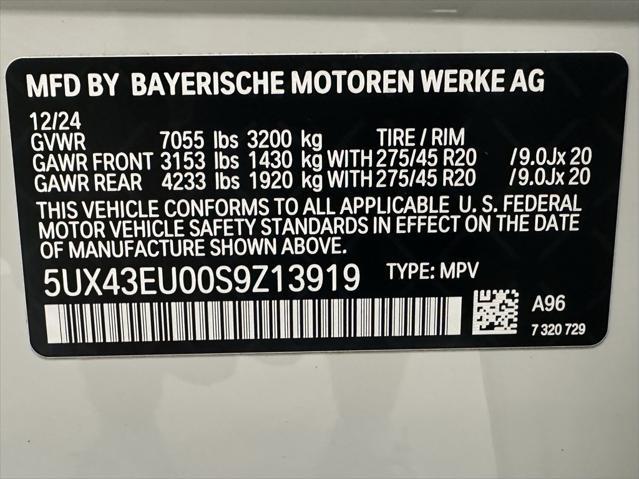 MFD BY BAYERISCHE MOTOREN WERKE AG
12/24
GVWR 7055 lbs 3200 kg TIRE / RIM
GAWR FRONT 3153 lbs 1430 kg WITH 275/45 R20 /9.0Jx 20
GAWR REAR 4233 lbs 1920 kg WITH 275/45 R20 /9.0Jx 20
THIS VEHICLE CONFORMS TO ALL APPLICABLE U. S. FEDERAL
MOTOR VEHICLE SAFETY STANDARDS IN EFFECT ON THE DATE
OF MANUFACTURE SHOWN ABOVE.
5UX43EU00S9Z13919 TYPE: MPV
A96
7 320 729